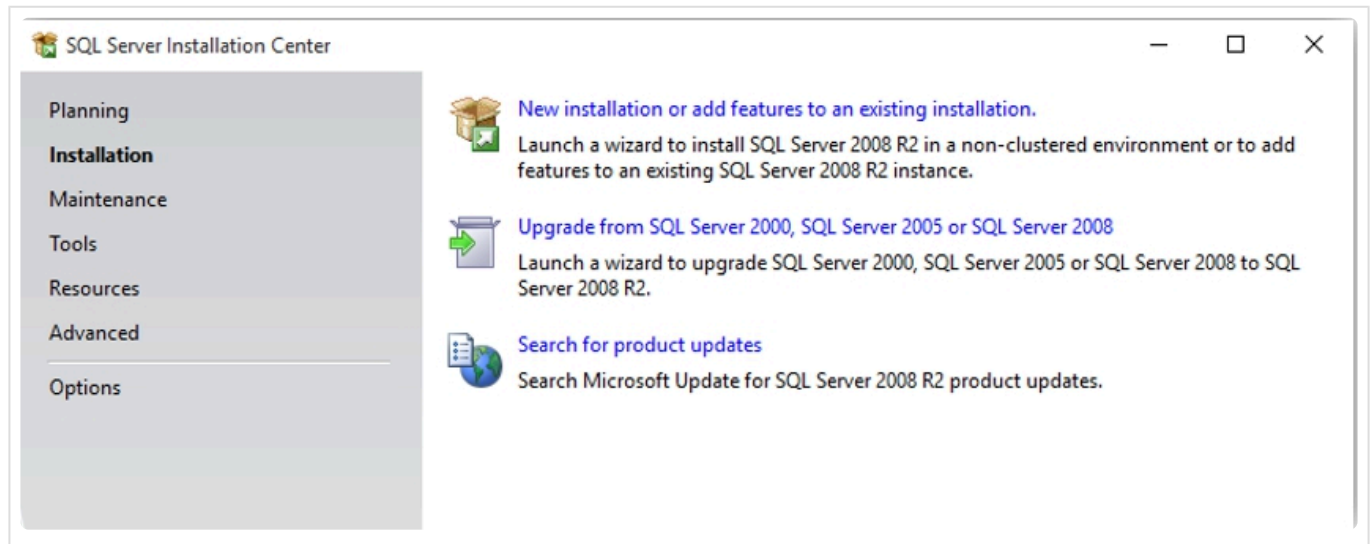 SQL Server Installation Center
Planning
Installation
Maintenance
Tools
Resources
Advanced
Options
New installation or add features to an existing installation.
Launch a wizard to install SQL Server 2008 R2 in a non-clustered environment or to add
features to an existing SQL Server 2008 R2 instance.
Upgrade from SQL Server 2000, SQL Server 2005 or SQL Server 2008
Launch a wizard to upgrade SQL Server 2000, SQL Server 2005 or SQL Server 2008 to SQL
Server 2008 R2.
Search for product updates
Search Microsoft Update for SQL Server 2008 R2 product updates.